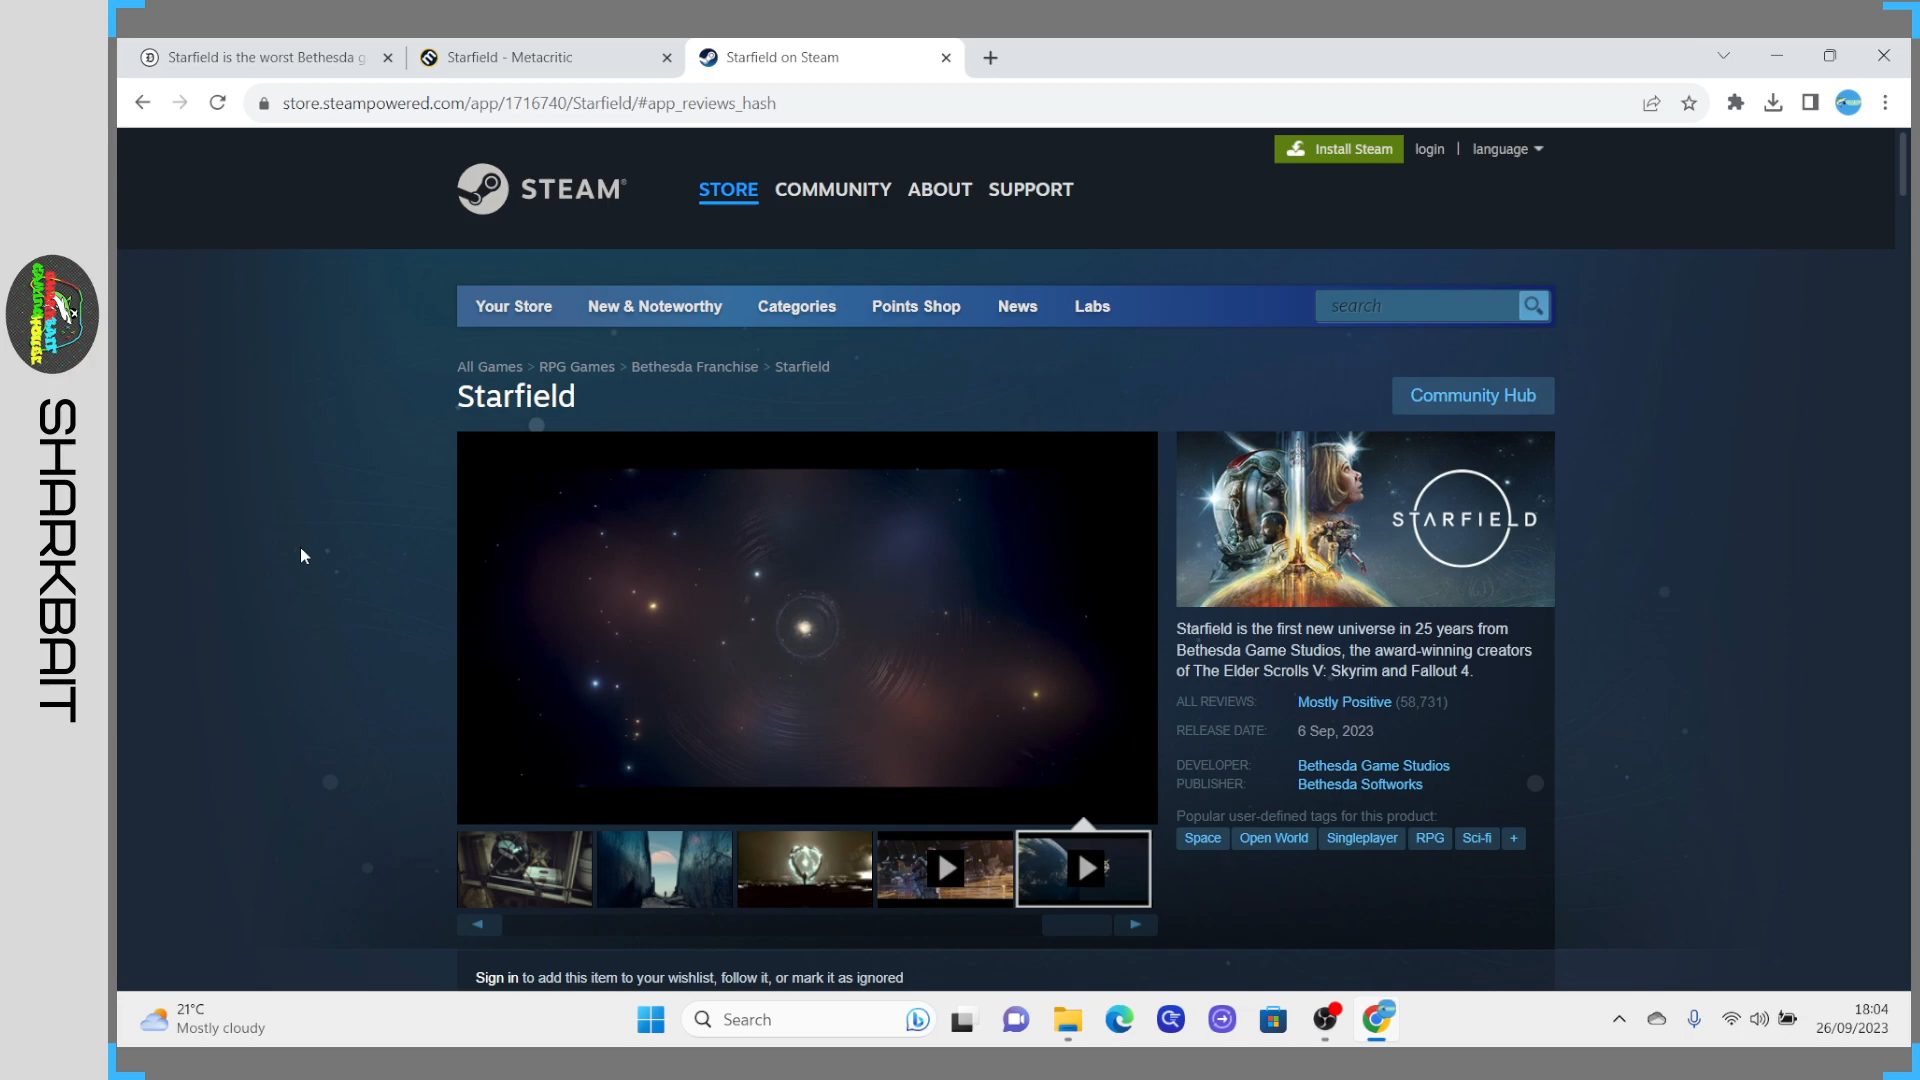 Starfield is the worst Bethesda g
Starfield - Metacritic
Starfield on Steam
store.steampowered.com/app/1716740/Starfield/#app_reviews_hash
Install Steam
login | language
STEAM®
STORE COMMUNITY ABOUT SUPPORT
Your Store New & Noteworthy Categories Points Shop News Labs
search
All Games > RPG Games > Bethesda Franchise > Starfield
Starfield
Community Hub
STARFIELD
Starfield is the first new universe in 25 years from
Bethesda Game Studios, the award-winning creators
of The Elder Scrolls V: Skyrim and Fallout 4.
ALL REVIEWS: Mostly Positive (58,731)
RELEASE DATE: 6 Sep, 2023
DEVELOPER: Bethesda Game Studios
PUBLISHER: Bethesda Softworks
Popular user-defined tags for this product:
Space Open World Singleplayer RPG Sci-fi +
Sign in to add this item to your wishlist, follow it, or mark it as ignored
21°C
Mostly cloudy
Search
18:04
26/09/2023
SHARKBAIT